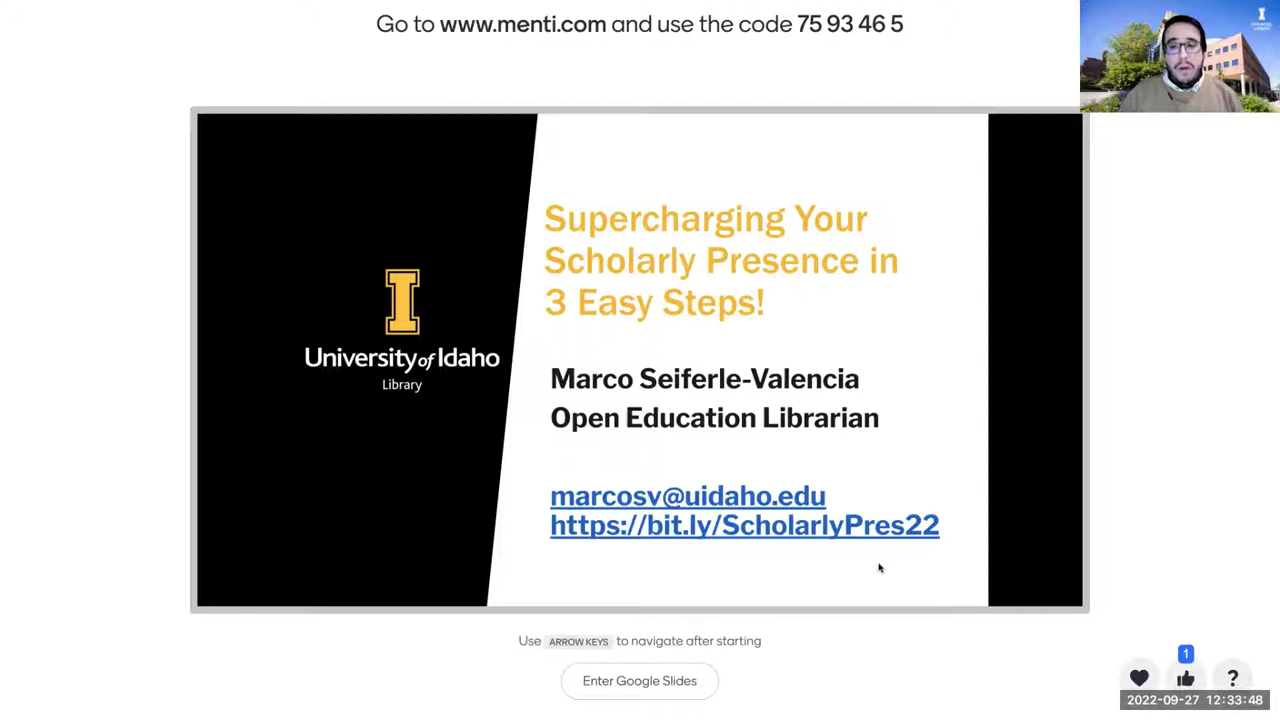 Go to www.menti.com and use the code 75 93 46 5
Supercharging Your
Scholarly Presence in
3 Easy Steps!
University of Idaho
Library
Marco Seiferle-Valencia
Open Education Librarian
marcosv@uidaho.edu
https://bit.ly/ScholarlyPres22
Use ARROW KEYS to navigate after starting
Enter Google Slides
1
?
2022-09-27 12:33:48